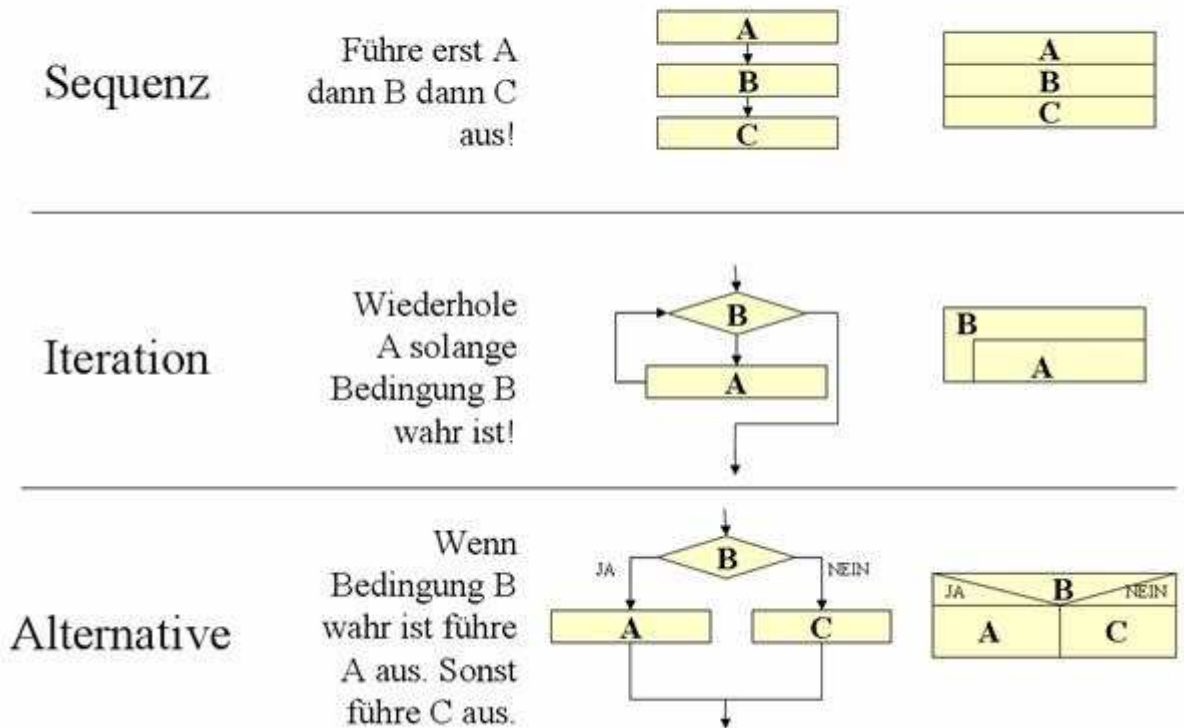 Sequenz
Führe erst A
dann B dann C
aus!
A
B
C
A
B
C
Iteration
Wiederhole
A solange
Bedingung B
wahr ist!
B
A
B
A
Alternative
Wenn
Bedingung B
wahr ist führe
A aus. Sonst
führe C aus.
B
JA
NEIN
A
C
B
JA
NEIN
A
C